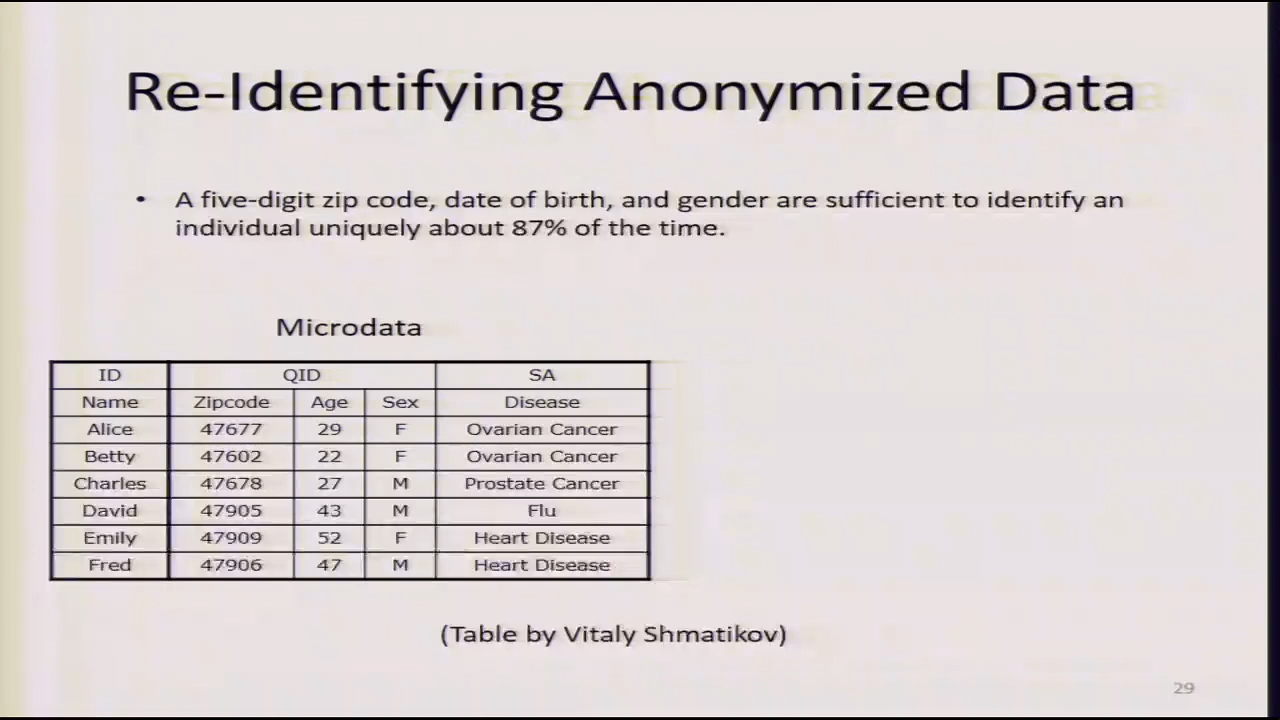 Re-Identifying Anonymized Data
• A five-digit zip code, date of birth, and gender are sufficient to identify an
individual uniquely about 87% of the time.
Microdata
ID QID SA
Name Zipcode Age Sex Disease
Alice 47677 29 F Ovarian Cancer
Betty 47602 22 F Ovarian Cancer
Charles 47678 27 M Prostate Cancer
David 47905 43 M Flu
Emily 47909 52 F Heart Disease
Fred 47906 47 M Heart Disease
(Table by Vitaly Shmatikov)
29